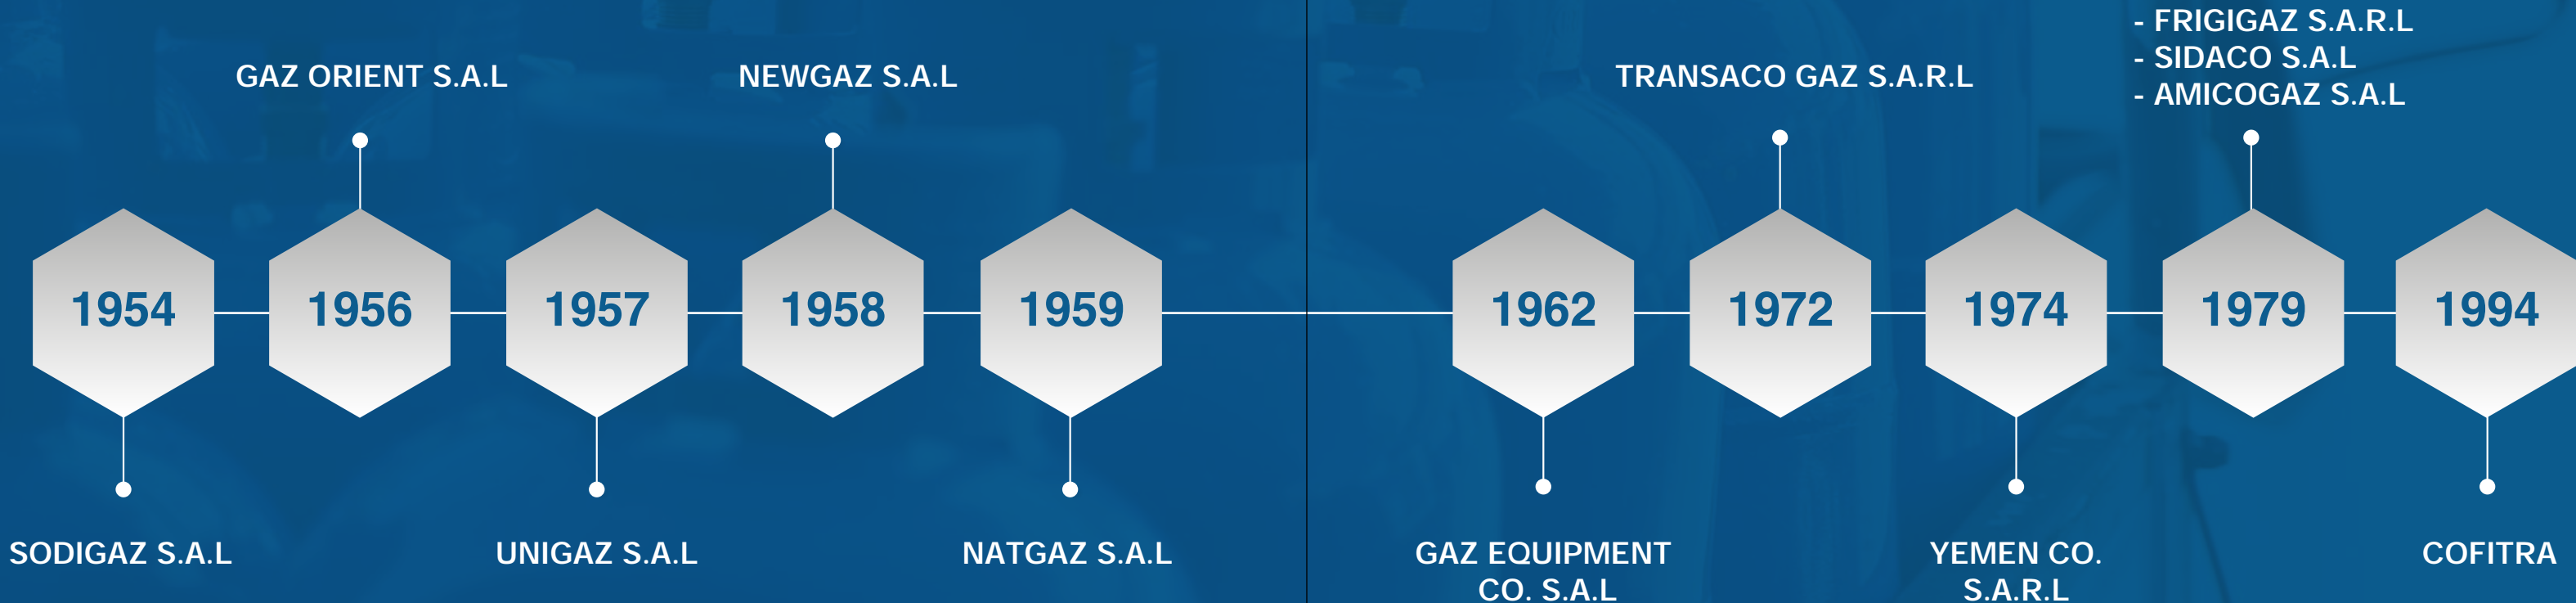 - FRIGIGAZ S.A.R.L
- SIDACO S.A.L
- AMICOGAZ S.A.L
GAZ ORIENT S.A.L
NEWGAZ S.A.L
TRANSACO GAZ S.A.R.L
1954
1956
1957
1958
1959
1962
1972
1974
1979
1994
SODIGAZ S.A.L
UNIGAZ S.A.L
NATGAZ S.A.L
GAZ EQUIPMENT
CO. S.A.L
YEMEN CO.
S.A.R.L
COFITRA